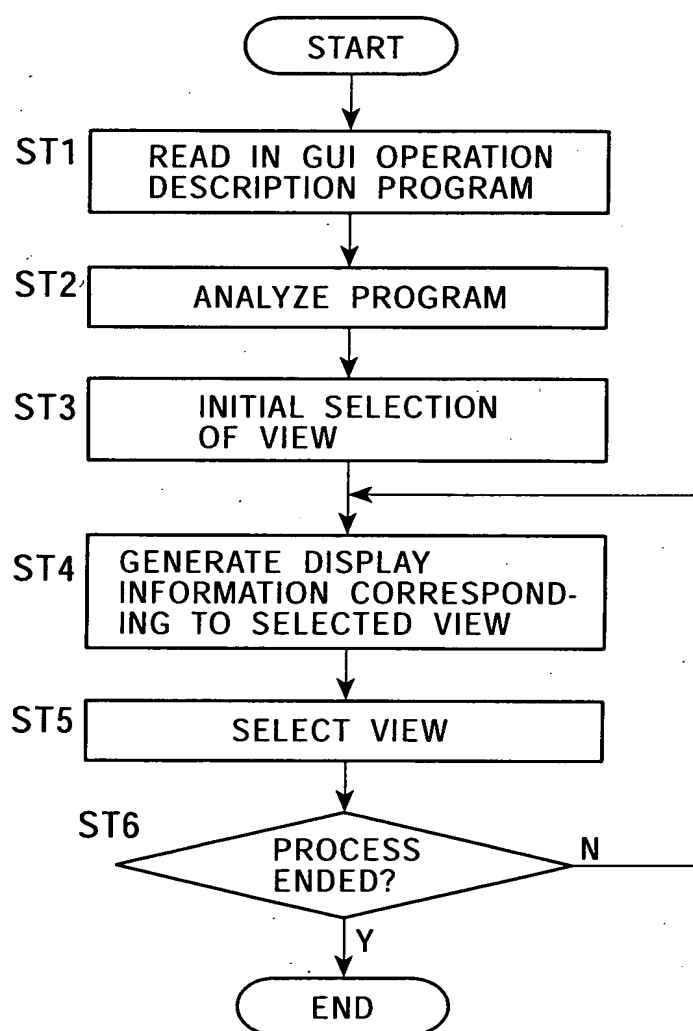 START
ST1
READ IN GUI OPERATION
DESCRIPTION PROGRAM
ST2
ANALYZE PROGRAM
ST3
INITIAL SELECTION
OF VIEW
ST4
GENERATE DISPLAY
INFORMATION CORRESPOND-
ING TO SELECTED VIEW
ST5
SELECT VIEW
ST6
PROCESS
ENDED?
N
Y
END